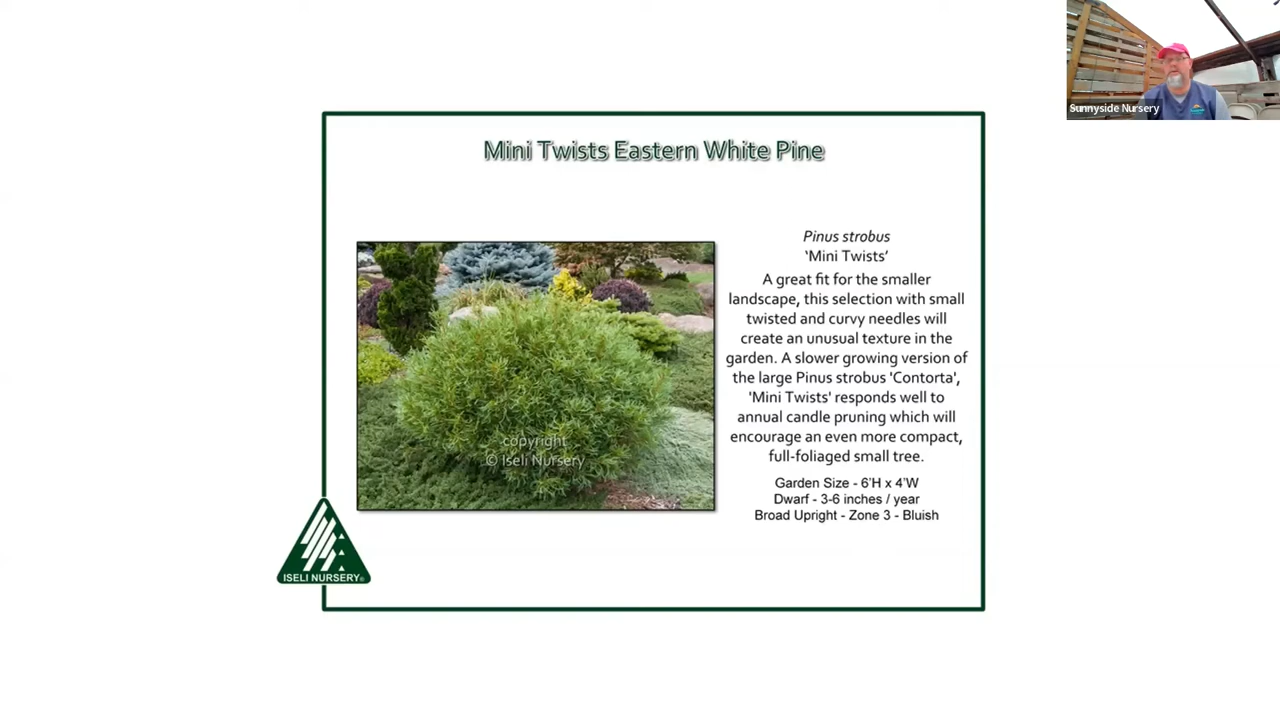 Sunnyside Nursery
Mini Twists Eastern White Pine
Pinus strobus
‘Mini Twists’
A great fit for the smaller
landscape, this selection with small
twisted and curvy needles will
create an unusual texture in the
garden. A slower growing version of
the large Pinus strobus 'Contorta',
'Mini Twists' responds well to
annual candle pruning which will
encourage an even more compact,
full-foliaged small tree.
Garden Size - 6'H x 4'W
Dwarf - 3-6 inches / year
Broad Upright - Zone 3 - Bluish
copyright
© Iseli Nursery
ISELI NURSERY®